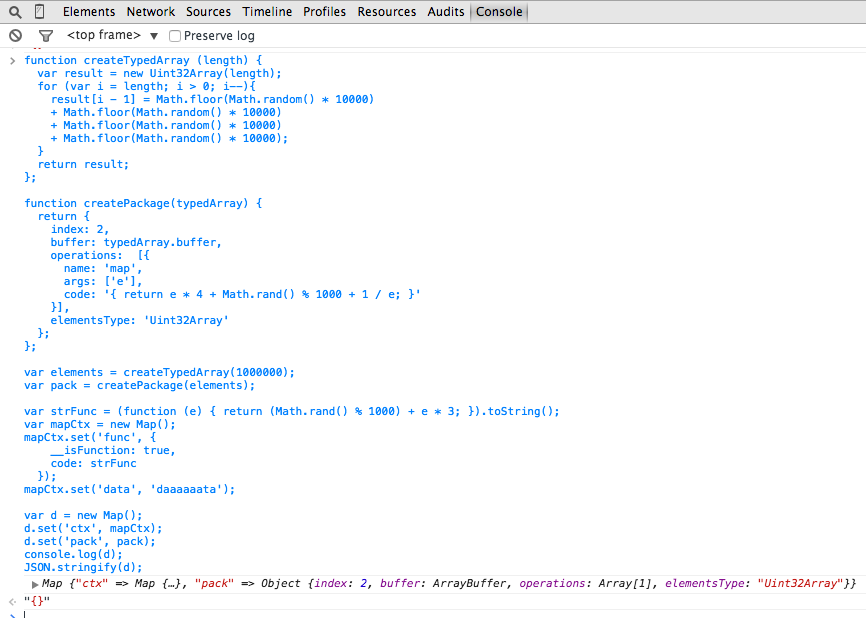 Elements Network Sources Timeline Profiles Resources Audits Console
<top frame> ▼ Preserve log
> function createTypedArray (length) {
  var result = new Uint32Array(length);
  for (var i = length; i > 0; i--){
    result[i - 1] = Math.floor(Math.random() * 10000)
    + Math.floor(Math.random() * 10000)
    + Math.floor(Math.random() * 10000)
    + Math.floor(Math.random() * 10000);
  }
  return result;
};

function createPackage(typedArray) {
  return {
    index: 2,
    buffer: typedArray.buffer,
    operations:  [{
      name: 'map',
      args: ['e'],
      code: '{ return e * 4 + Math.rand() % 1000 + 1 / e; }'
    }],
    elementsType: 'Uint32Array'
  };
};

var elements = createTypedArray(1000000);
var pack = createPackage(elements);

var strFunc = (function (e) { return (Math.rand() % 1000) + e * 3; }).toString();
var mapCtx = new Map();
mapCtx.set('func', {
    __isFunction: true,
    code: strFunc
  });
mapCtx.set('data', 'daaaaaata');

var d = new Map();
d.set('ctx', mapCtx);
d.set('pack', pack);
console.log(d);
JSON.stringify(d);
▶ Map {"ctx" => Map {…}, "pack" => Object {index: 2, buffer: ArrayBuffer, operations: Array[1], elementsType: "Uint32Array"}}
"{}"